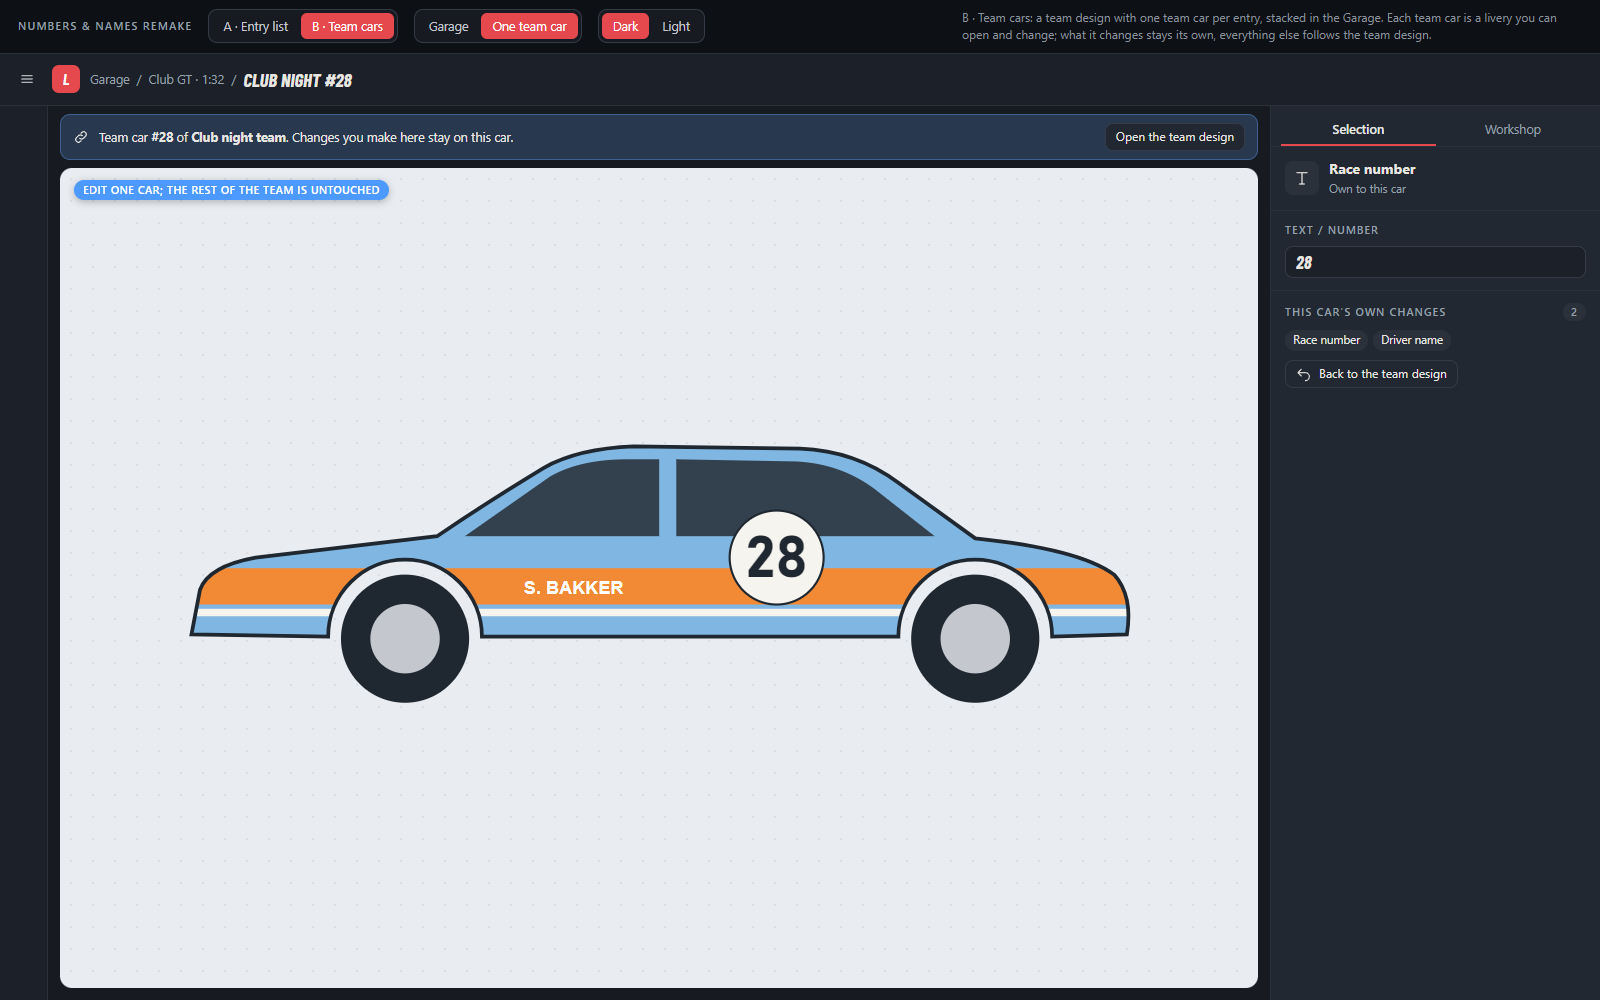 NUMBERS & NAMES REMAKE
A · Entry list
B · Team cars
Garage
One team car
Dark
Light
B · Team cars: a team design with one team car per entry, stacked in the Garage. Each team car is a livery you can
open and change; what it changes stays its own, everything else follows the team design.
L
Garage / Club GT · 1:32 / CLUB NIGHT #28
Team car #28 of Club night team. Changes you make here stay on this car.
Open the team design
EDIT ONE CAR; THE REST OF THE TEAM IS UNTOUCHED
S. BAKKER
28
Selection
Workshop
T
Race number
Own to this car
TEXT / NUMBER
28
THIS CAR'S OWN CHANGES
2
Race number
Driver name
Back to the team design